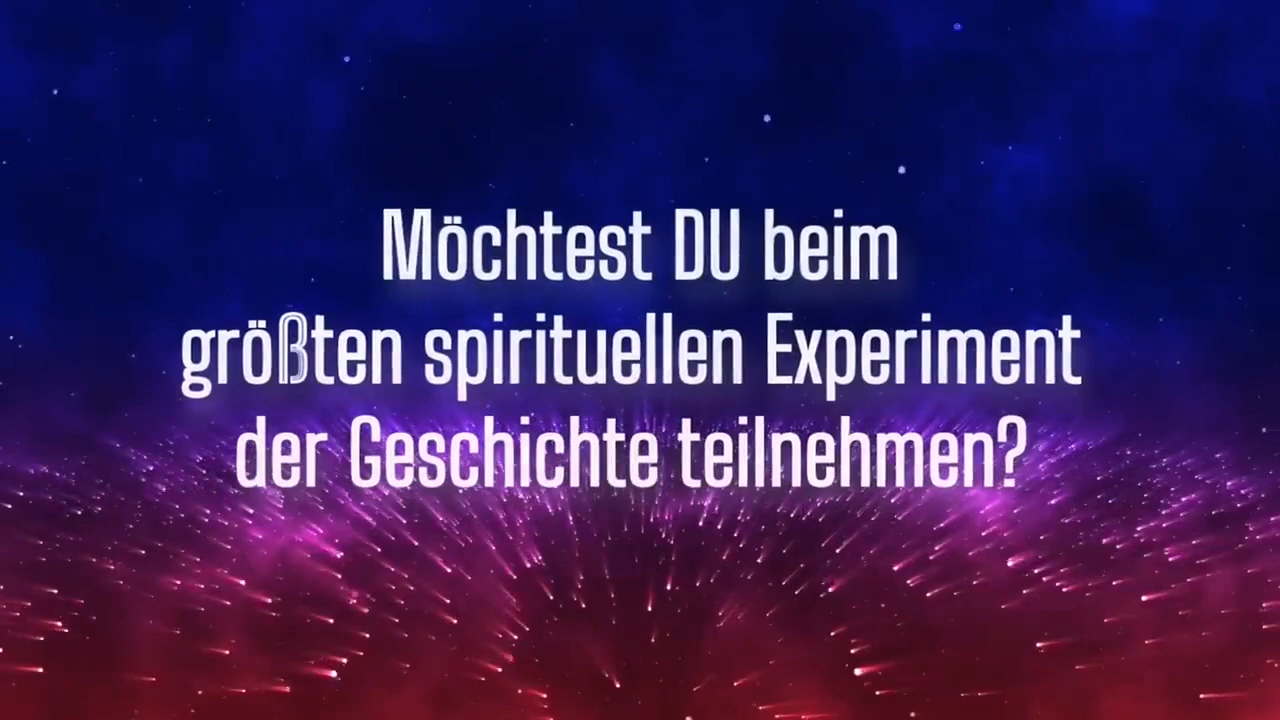 Möchtest DU beim
größten spirituellen Experiment
der Geschichte teilnehmen?